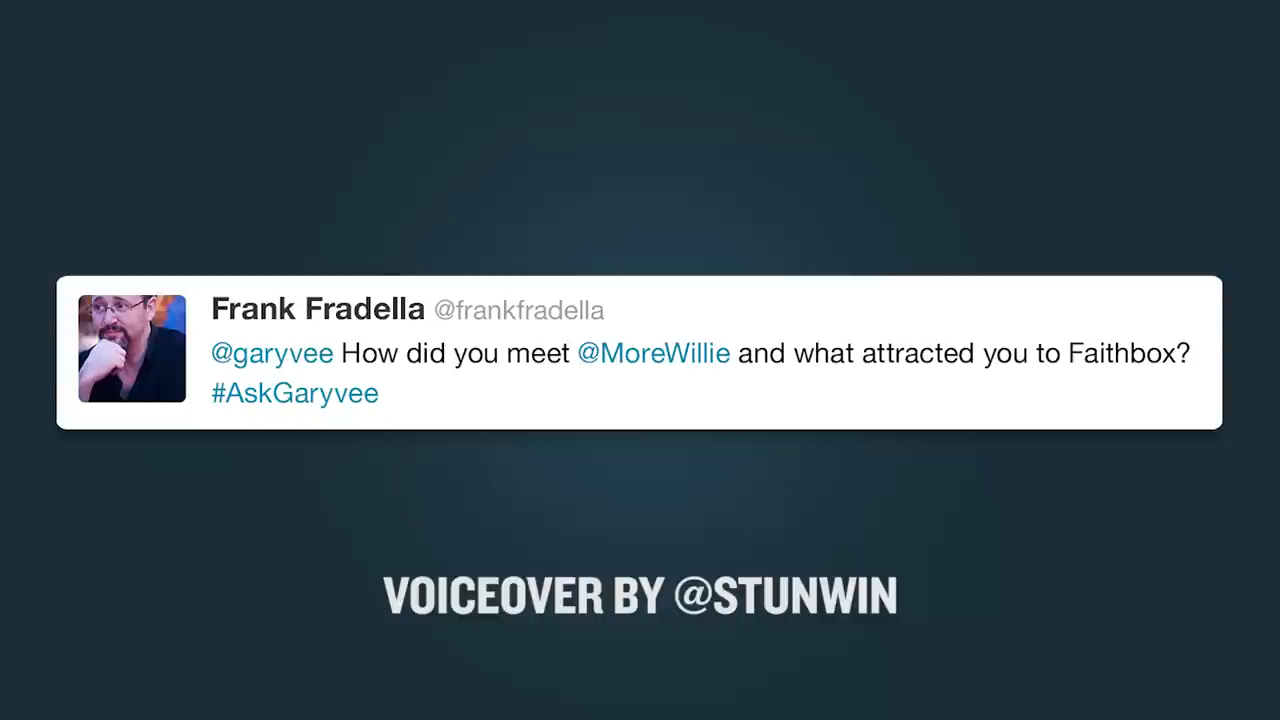 Frank Fradella @frankfradella
@garyvee How did you meet @MoreWillie and what attracted you to Faithbox?
#AskGaryvee
VOICEOVER BY @STUNWIN